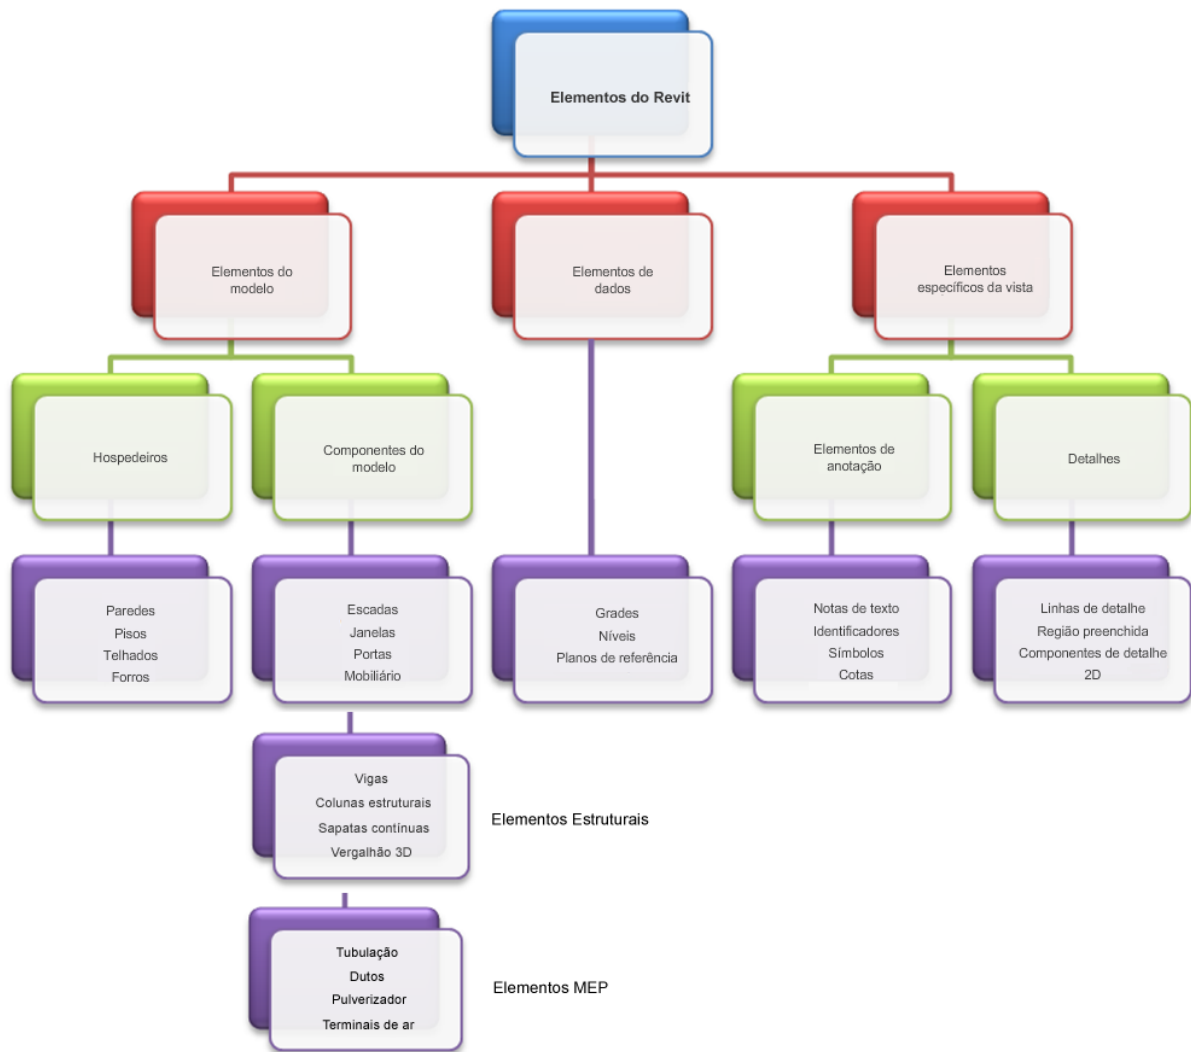 Elementos do Revit
Elementos do
modelo
Elementos de
dados
Elementos
específicos da vista
Hospedeiros
Componentes do
modelo
Elementos de
anotação
Detalhes
Paredes
Pisos
Telhados
Forros
Escadas
Janelas
Portas
Mobiliário
Grades
Níveis
Planos de referência
Notas de texto
Identificadores
Símbolos
Cotas
Linhas de detalhe
Região preenchida
Componentes de detalhe
2D
Vigas
Colunas estruturais
Sapatas contínuas
Vergalhão 3D
Elementos Estruturais
Tubulação
Dutos
Pulverizador
Terminais de ar
Elementos MEP